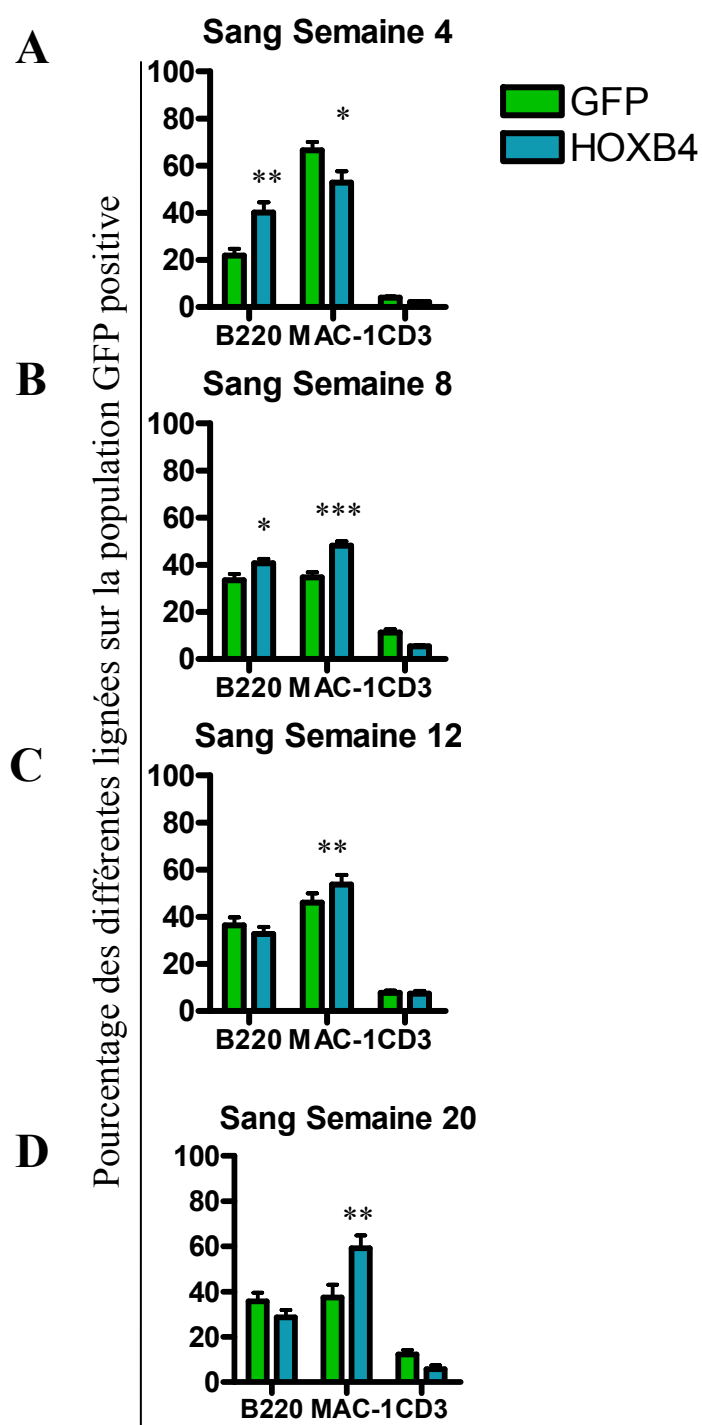 A
Sang Semaine 4
GFP
HOXB4
Pourcentage des différentes lignées sur la population GFP positive
100
80
60
40
20
0
**
*
B220 MAC-1 CD3
B
Sang Semaine 8
100
80
60
40
20
0
*
***
B220 MAC-1 CD3
C
Sang Semaine 12
100
80
60
40
20
0
**
B220 MAC-1 CD3
D
Sang Semaine 20
100
80
60
40
20
0
**
B220 MAC-1 CD3